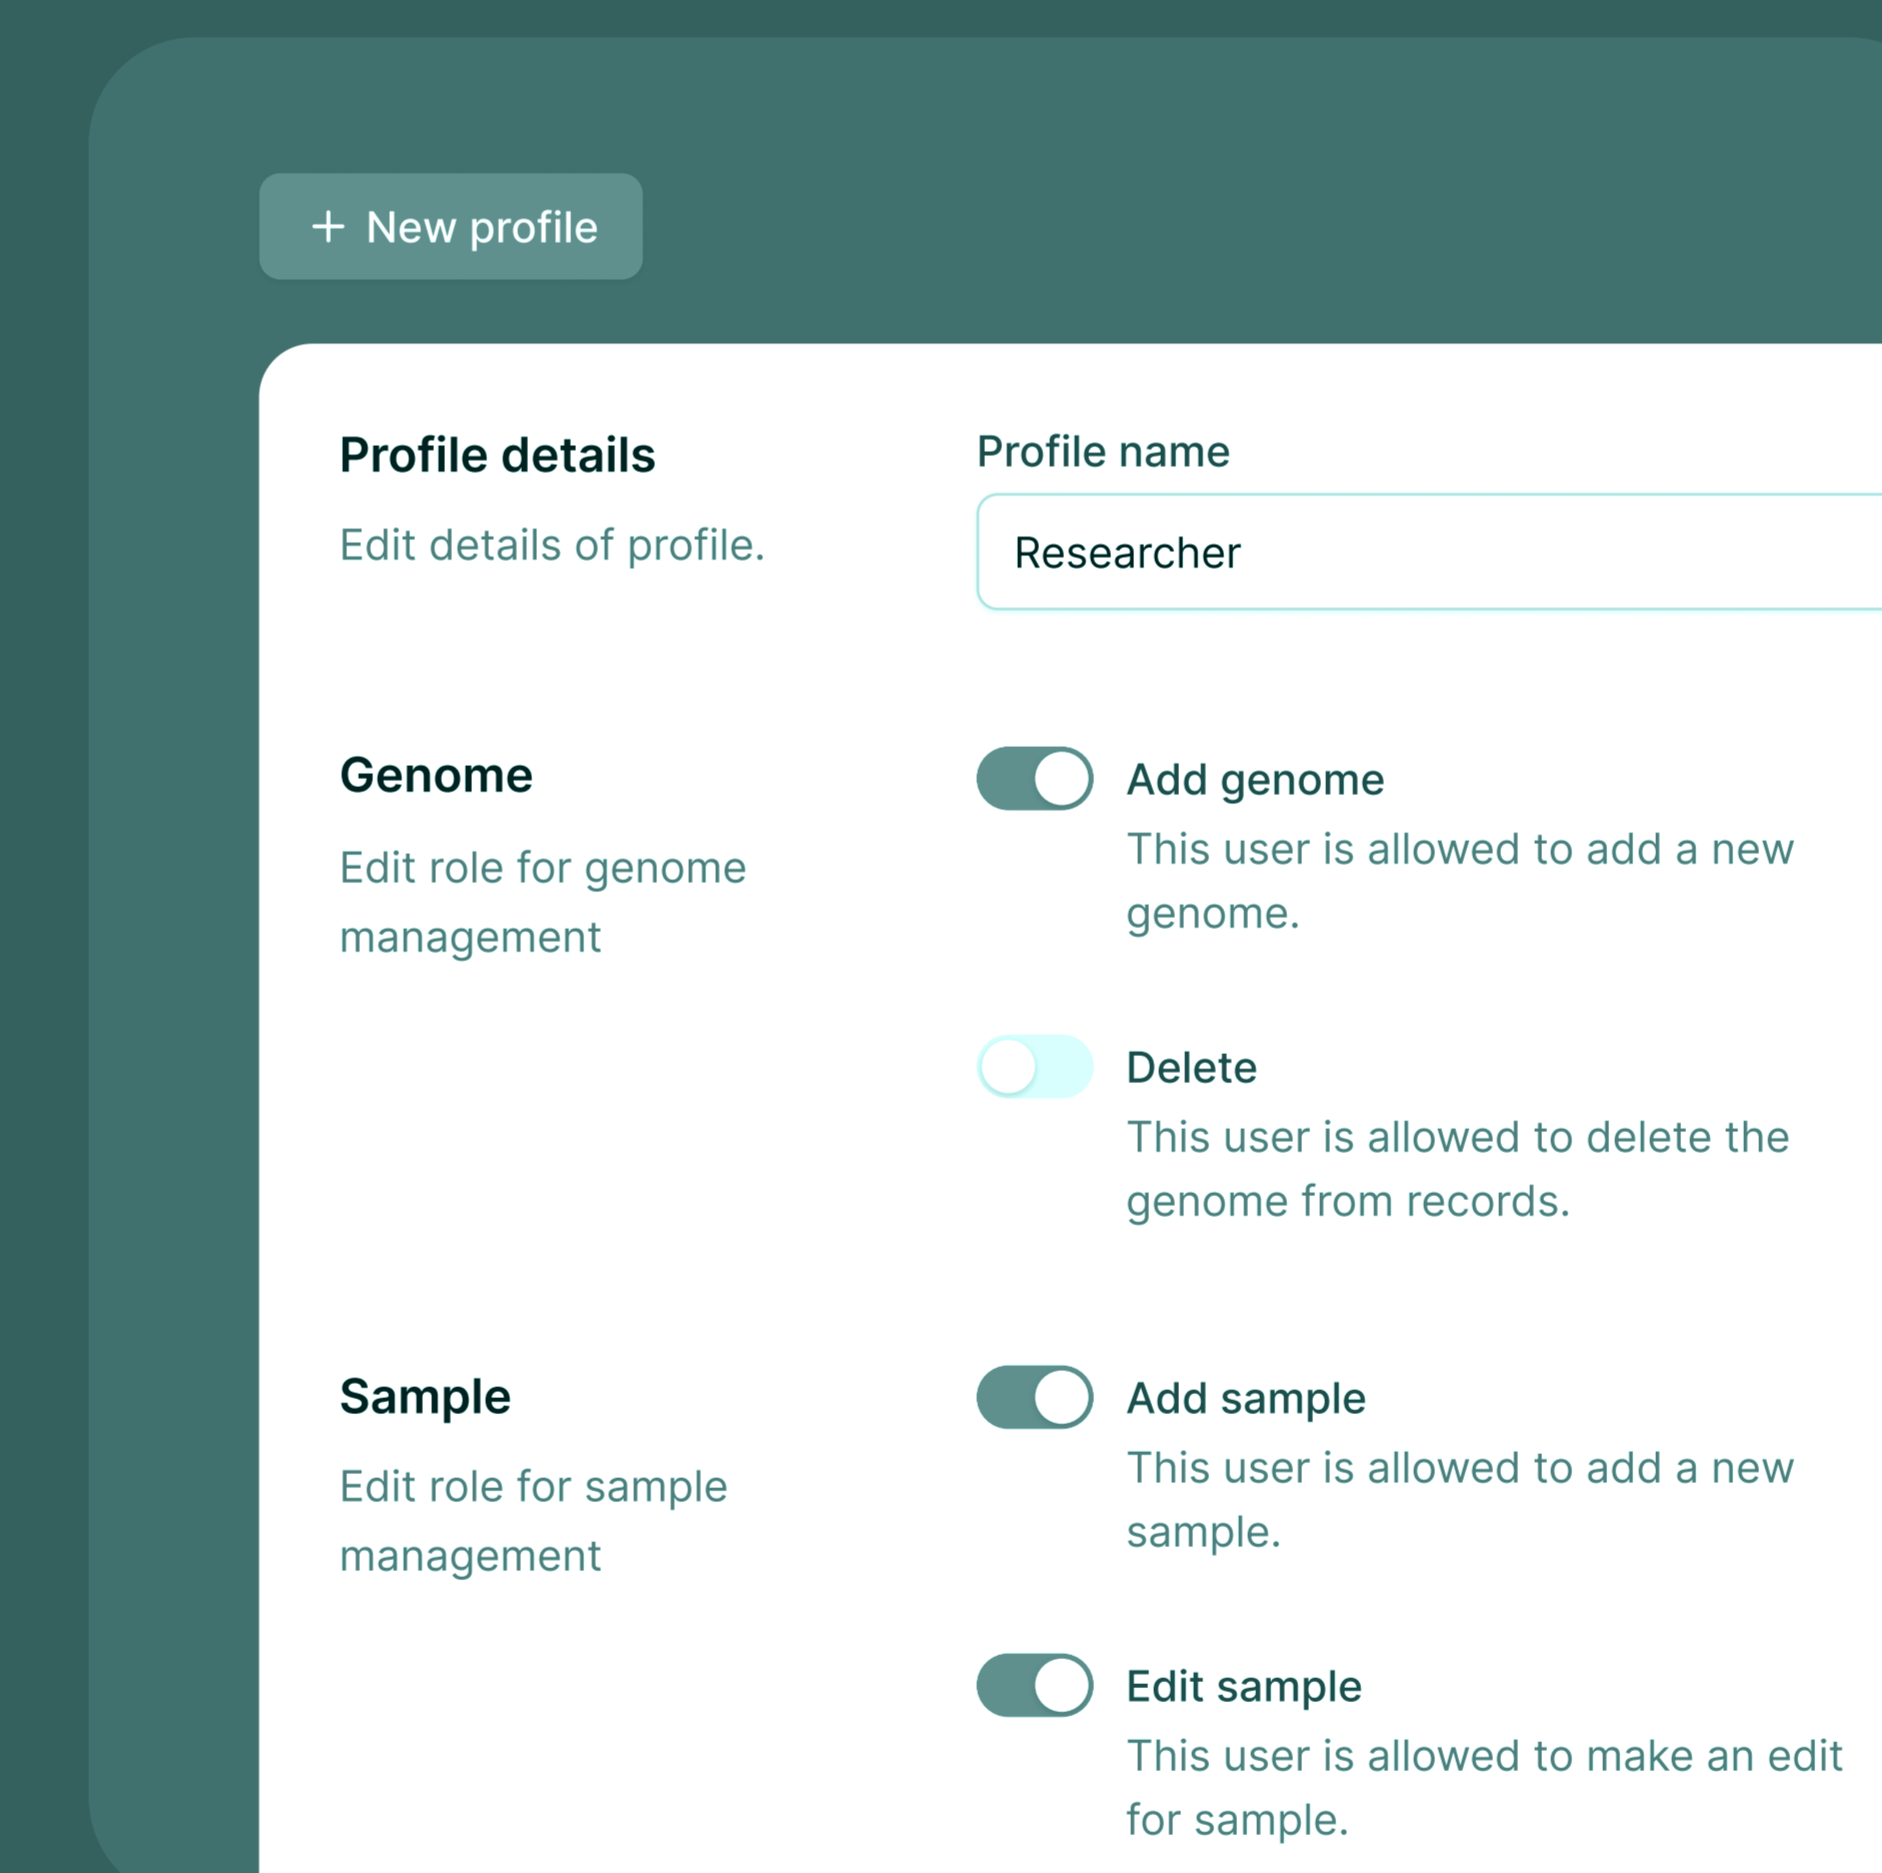 New profile
Profile details
Edit details of profile.
Profile name
Researcher
Genome
Edit role for genome
management
Add genome
This user is allowed to add a new
genome.
Delete
This user is allowed to delete the
genome from records.
Sample
Edit role for sample
management
Add sample
This user is allowed to add a new
sample.
Edit sample
This user is allowed to make an edit
for sample.